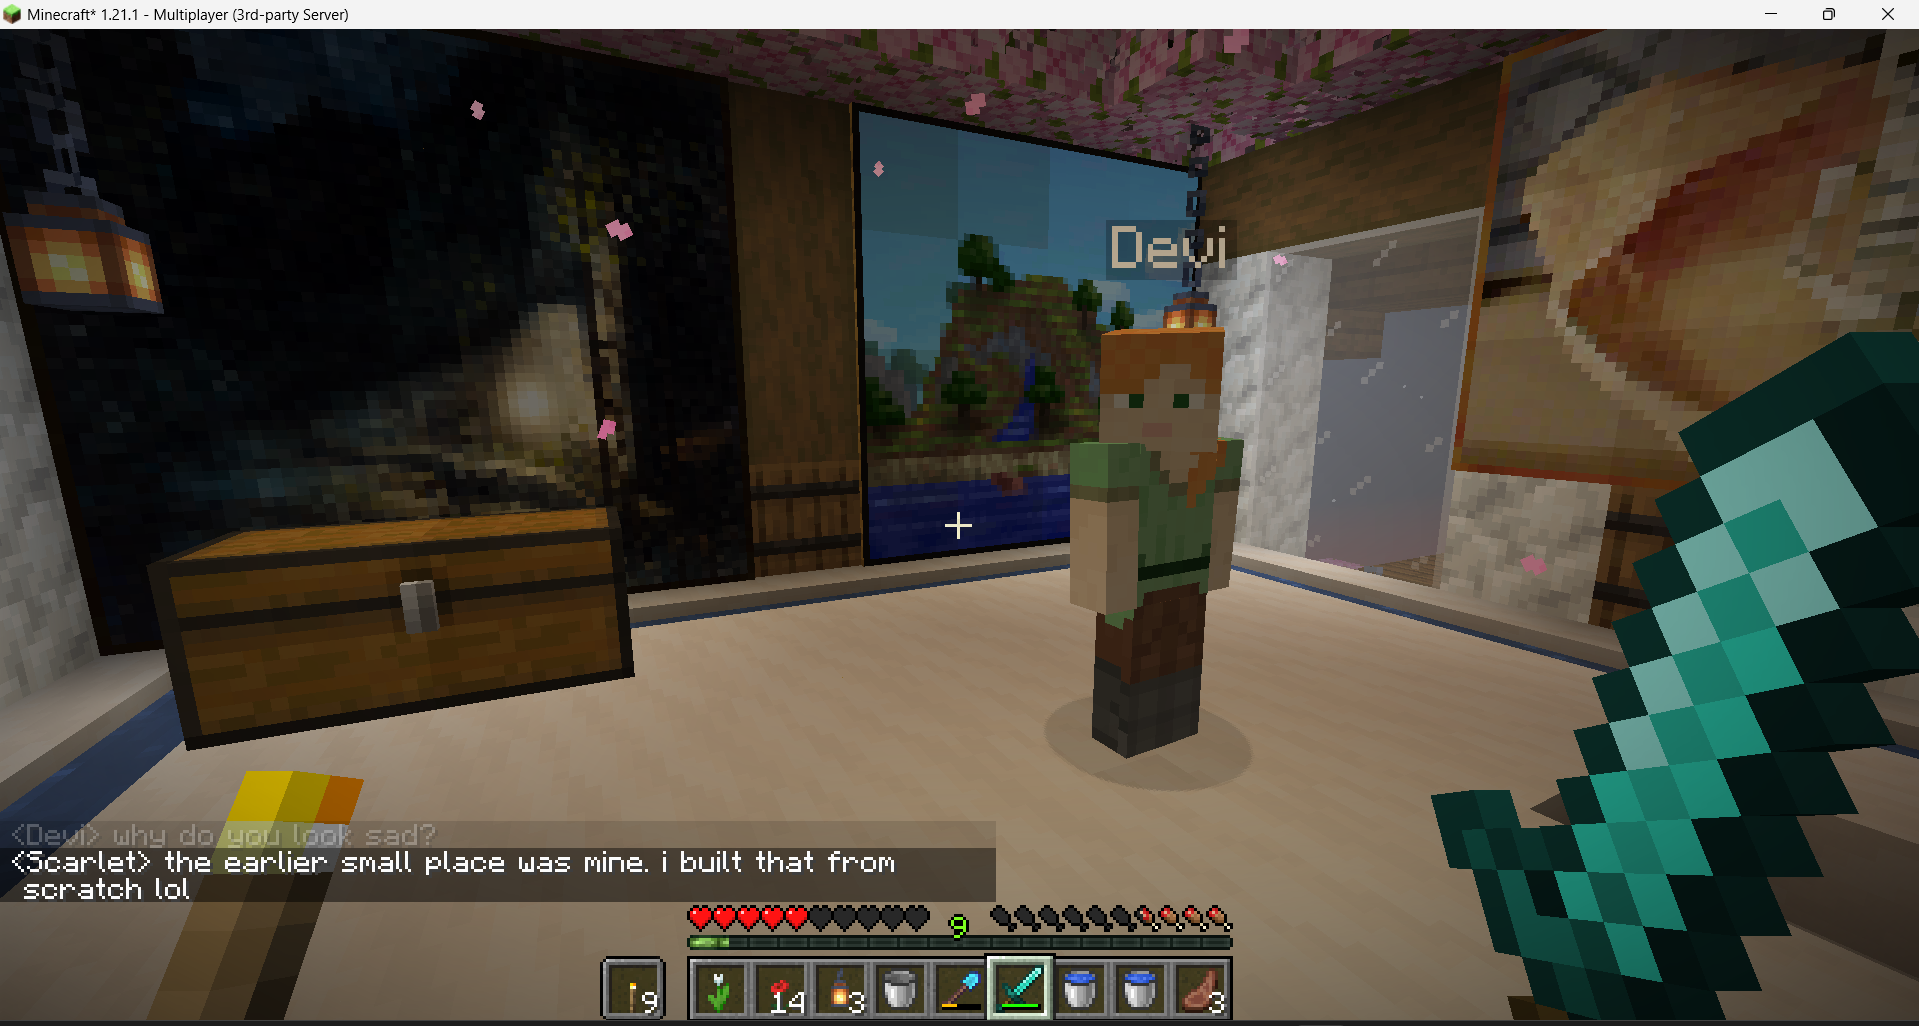 Minecraft* 1.21.1 - Multiplayer (3rd-party Server)
Devi
<Devi> why do you look sad?
<Scarlet> the earlier small place was mine. i built that from
scratch lol
9
9
14
3
3